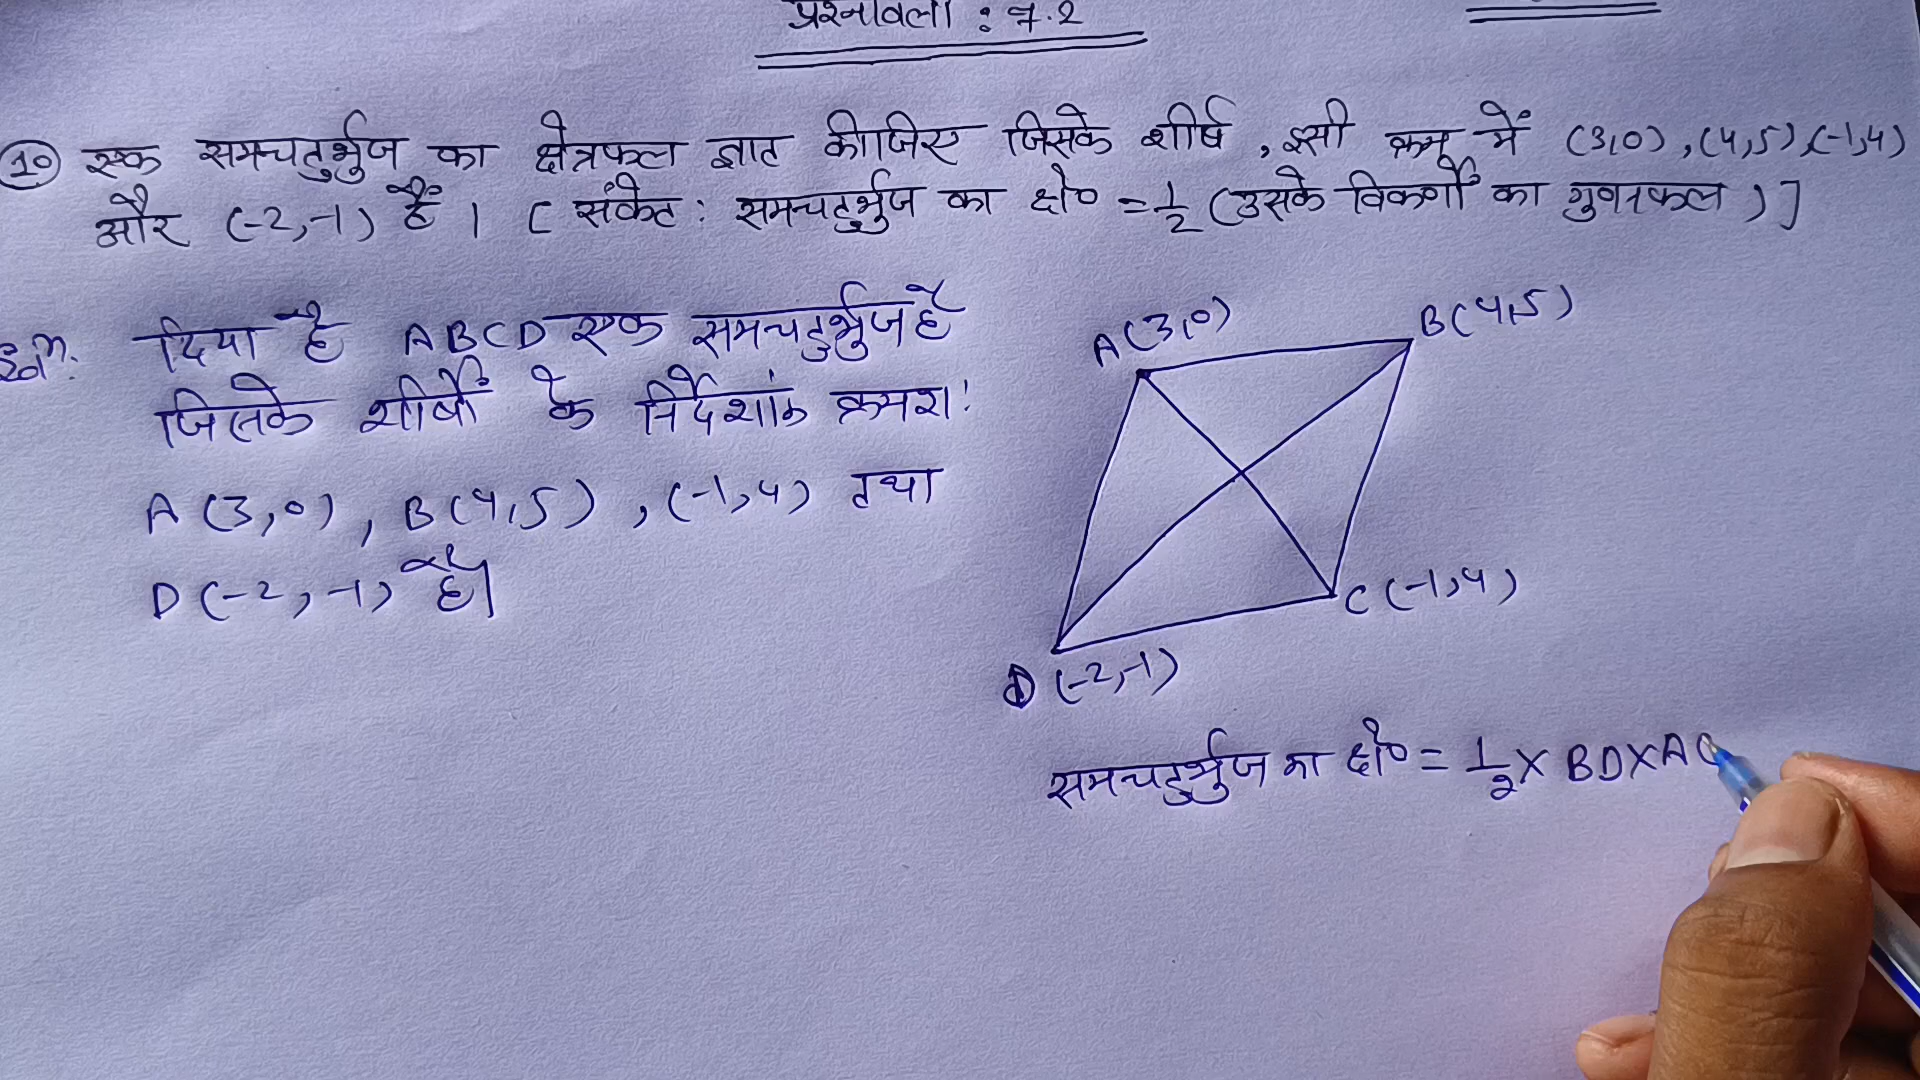 प्रश्नावली : 7.2
(10) एक समचतुर्भुज का क्षेत्रफल ज्ञात कीजिए जिसके शीर्ष , इसी क्रम में (3,0) , (4,5) , (-1,4)
और (-2,-1) हैं । [ संकेत : समचतुर्भुज का क्षे० = 1/2 (उसके विकर्णों का गुणनफल ) ]
दिया है ABCD एक समचतुर्भुज है
जिसके शीर्षों के निर्देशांक क्रमशः
A (3,0) , B (4,5) , (-1,4) तथा
D (-2,-1) हैं।
A (3,0)
B (4,5)
C (-1,4)
D (-2,-1)
समचतुर्भुज का क्षे० = 1/2 × BD × AC